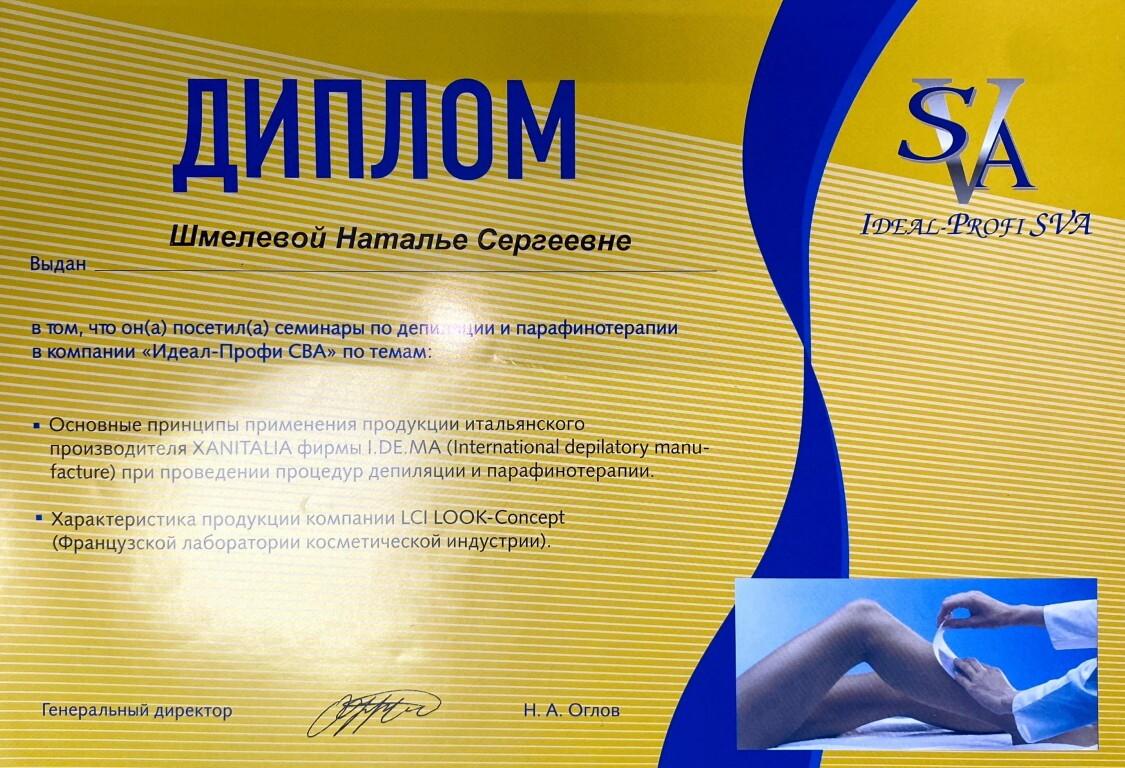 ДИПЛОМ
SVA
IDEAL-PROFI SVA
Шмелевой Наталье Сергеевне
Выдан
в том, что он(а) посетил(а) семинары по депиляции и парафинотерапии
в компании «Идеал-Профи СВА» по темам:
▪ Основные принципы применения продукции итальянского
производителя XANITALIA фирмы I.DE.MA (International depilatory manu-
facture) при проведении процедур депиляции и парафинотерапии.
▪ Характеристика продукции компании LCI LOOK-Concept
(Французской лаборатории косметической индустрии).
Генеральный директор
Н. А. Оглов